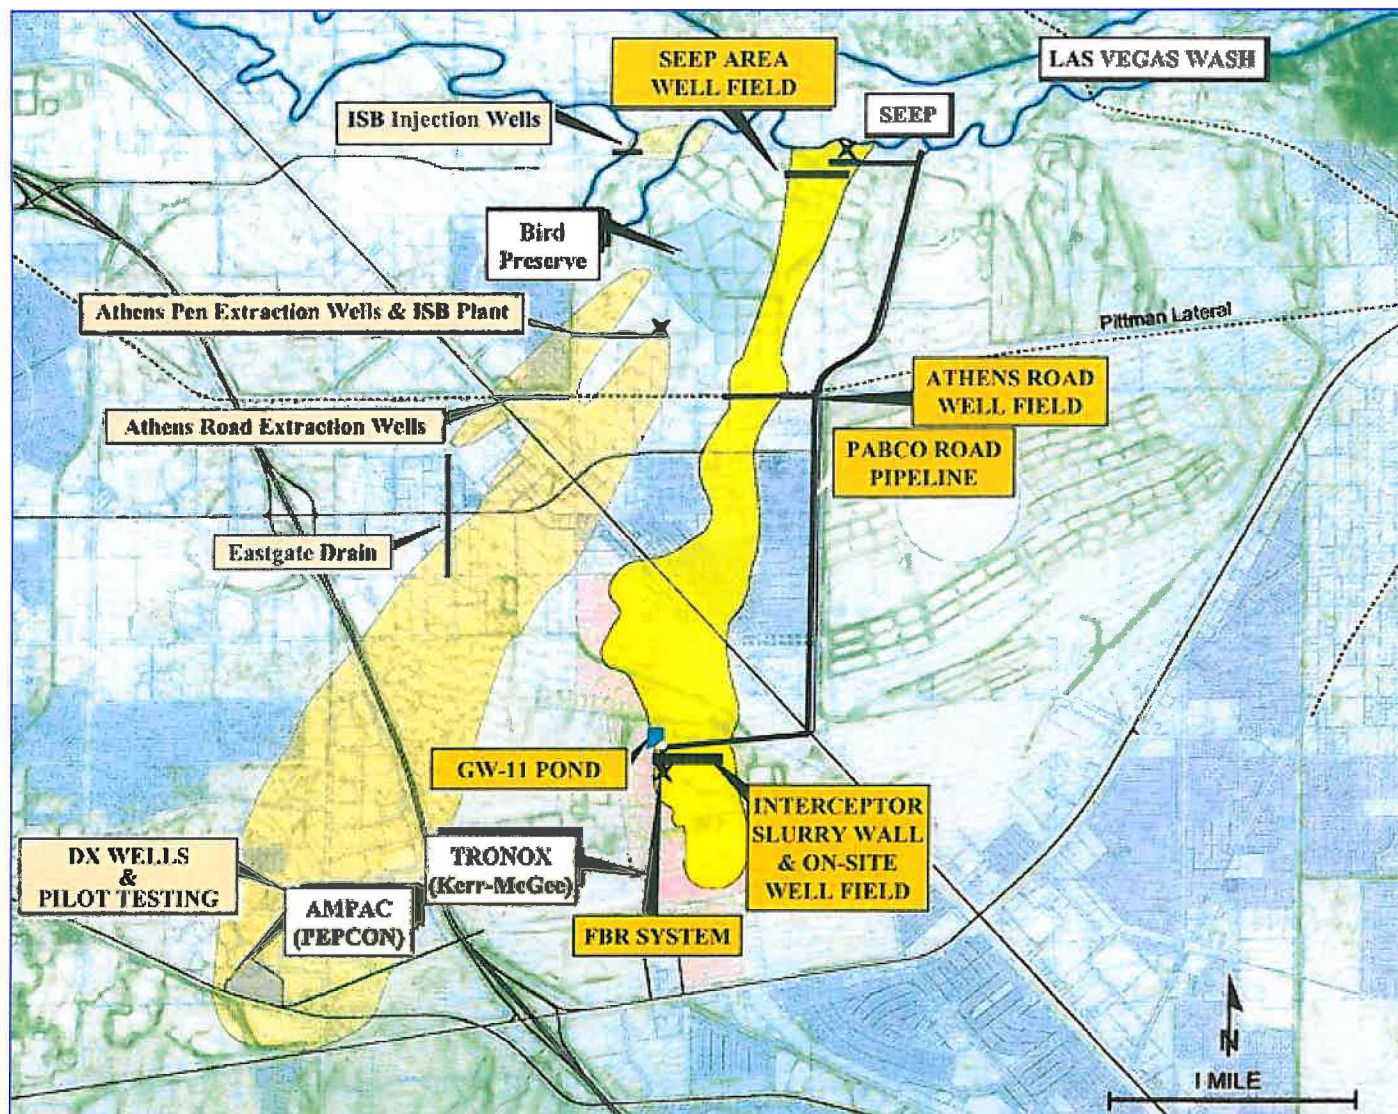 SEEP AREA
WELL FIELD
LAS VEGAS WASH
ISB Injection Wells
SEEP
Bird
Preserve
Athens Pen Extraction Wells & ISB Plant
Pittman Lateral
ATHENS ROAD
WELL FIELD
Athens Road Extraction Wells
PABCO ROAD
PIPELINE
Eastgate Drain
GW-11 POND
INTERCEPTOR
SLURRY WALL
& ON-SITE
WELL FIELD
DX WELLS
&
PILOT TESTING
TRONOX
(Kerr-McGee)
AMPAC
(PEPCON)
FBR SYSTEM
N
1 MILE